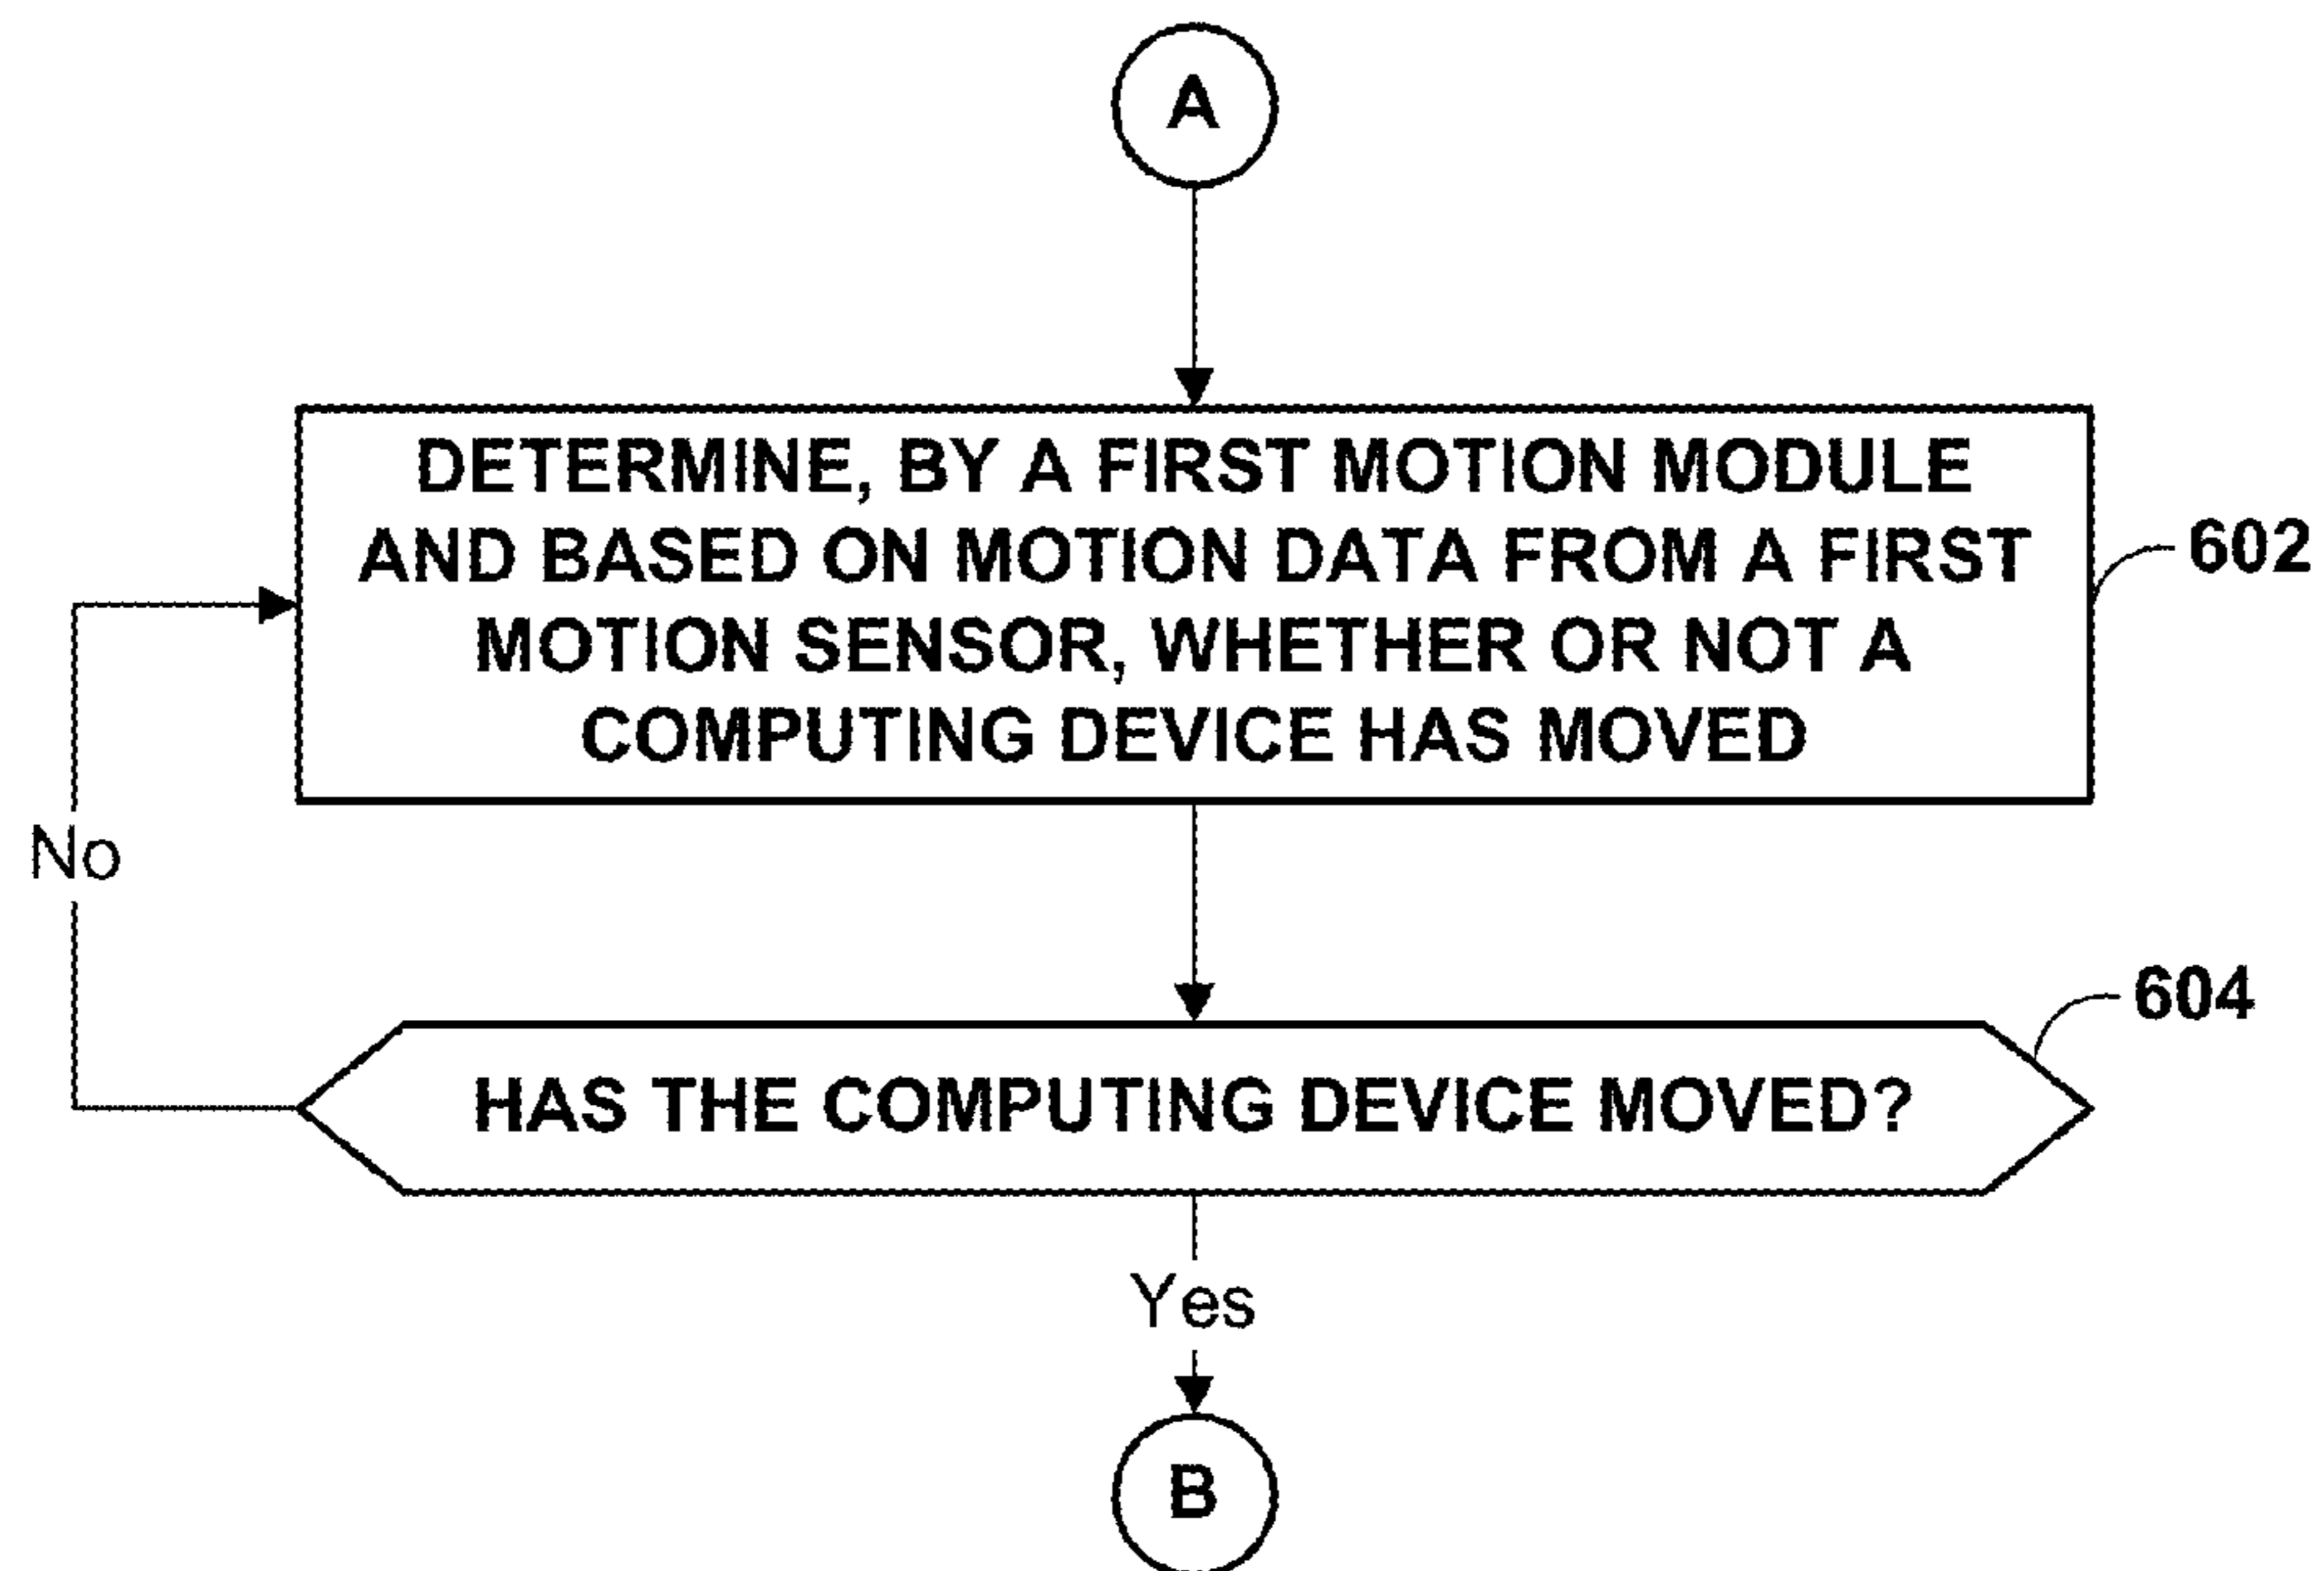 A
DETERMINE, BY A FIRST MOTION MODULE
AND BASED ON MOTION DATA FROM A FIRST
MOTION SENSOR, WHETHER OR NOT A
COMPUTING DEVICE HAS MOVED
602
No
604
HAS THE COMPUTING DEVICE MOVED?
Yes
B